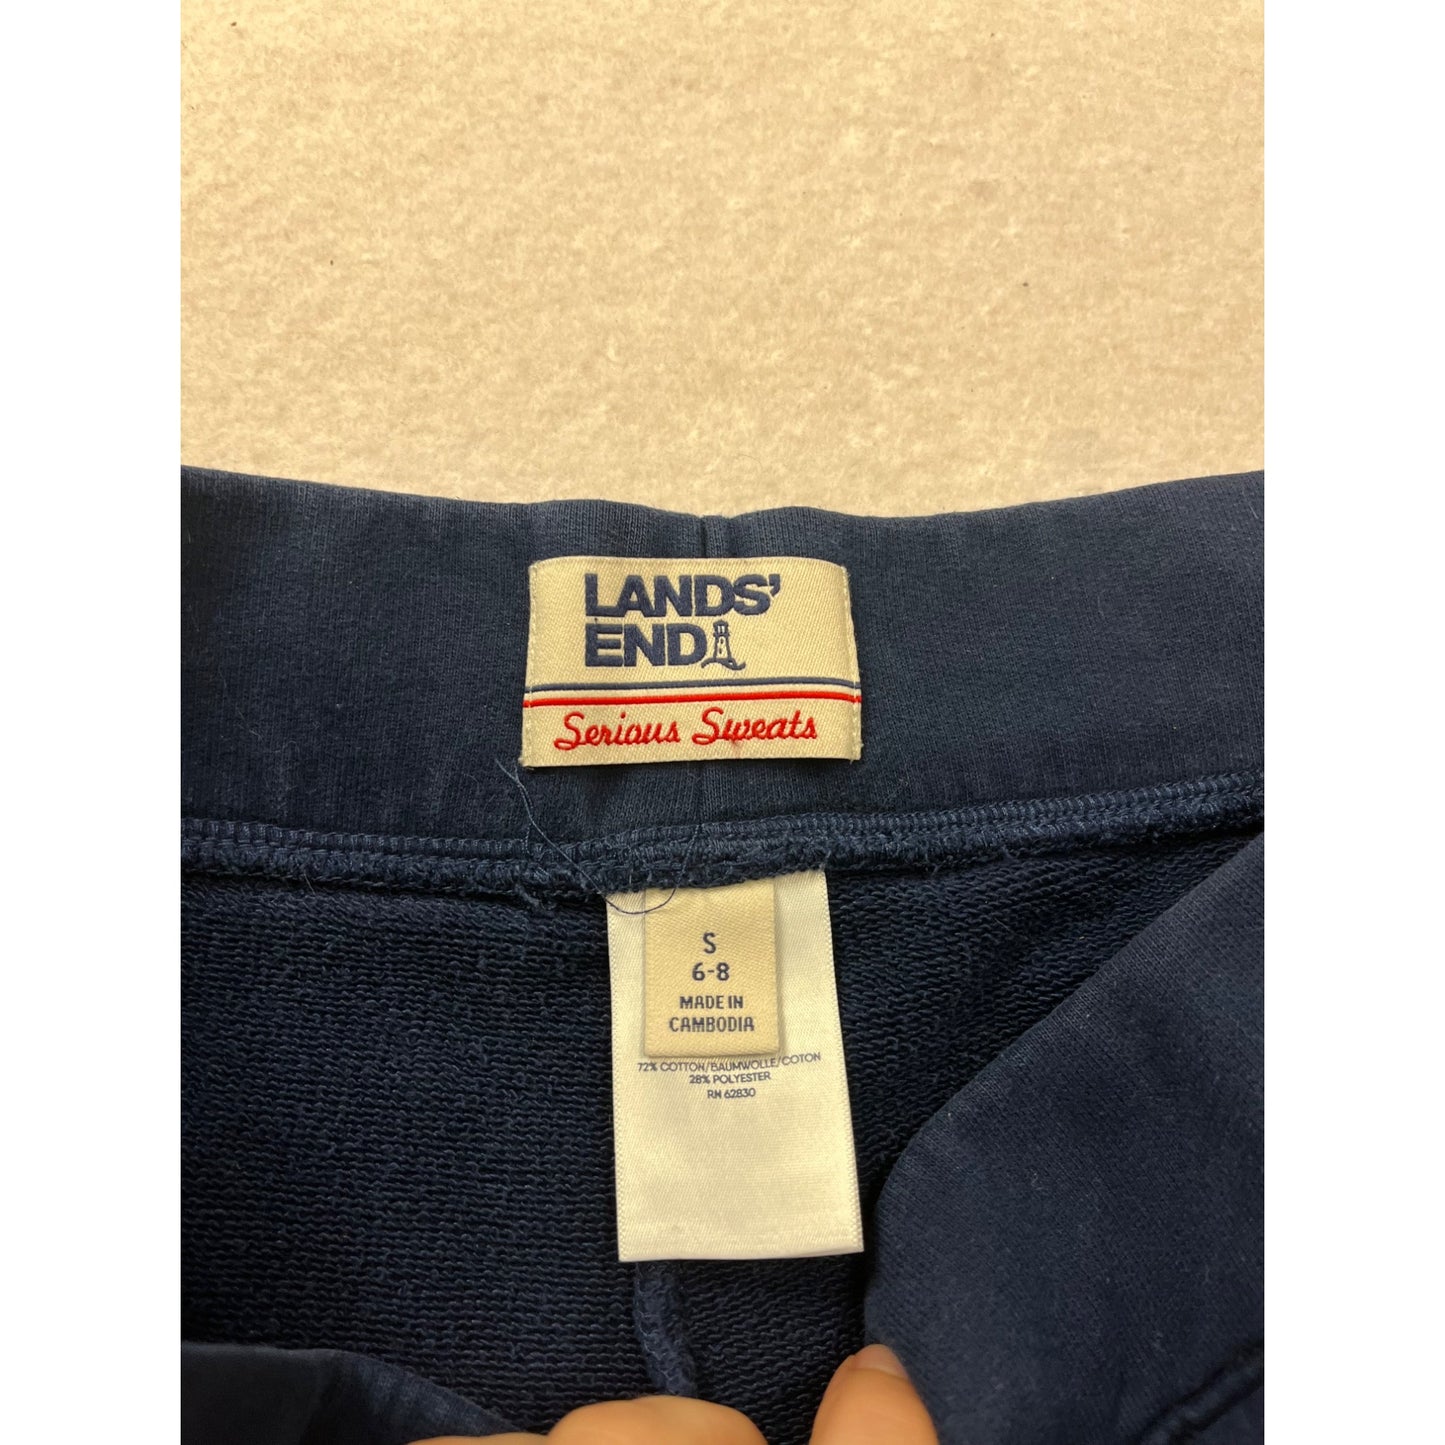 LANDS'
END
Serious Sweats
S
6-8
MADE IN
CAMBODIA
72% COTTON/BAUMWOLLE/COTON
28% POLYESTER
RN 62830